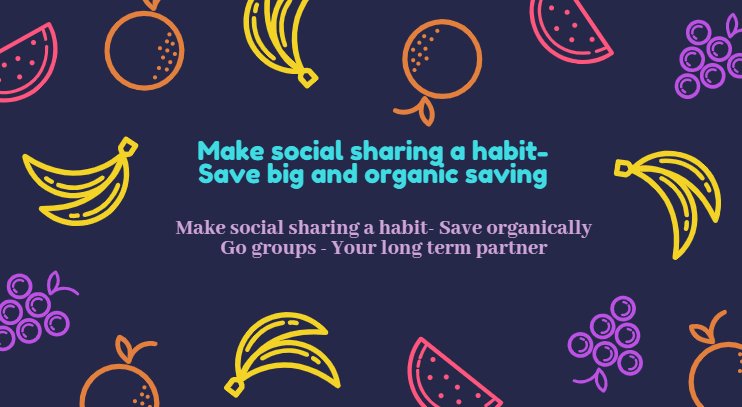 Make social sharing a habit-
Save big and organic saving
Make social sharing a habit- Save organically
Go groups - Your long term partner